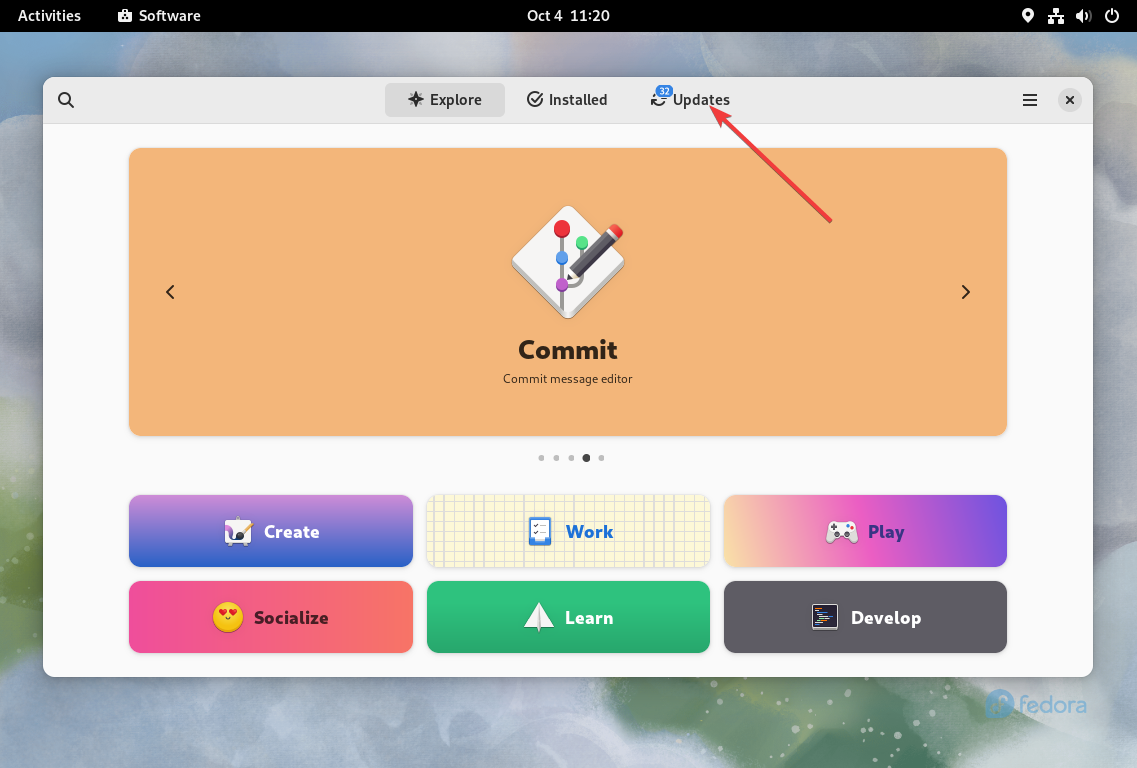 Activities Software Oct 4 11:20
Explore Installed 32 Updates
Commit
Commit message editor
Create Work Play
Socialize Learn Develop
fedora